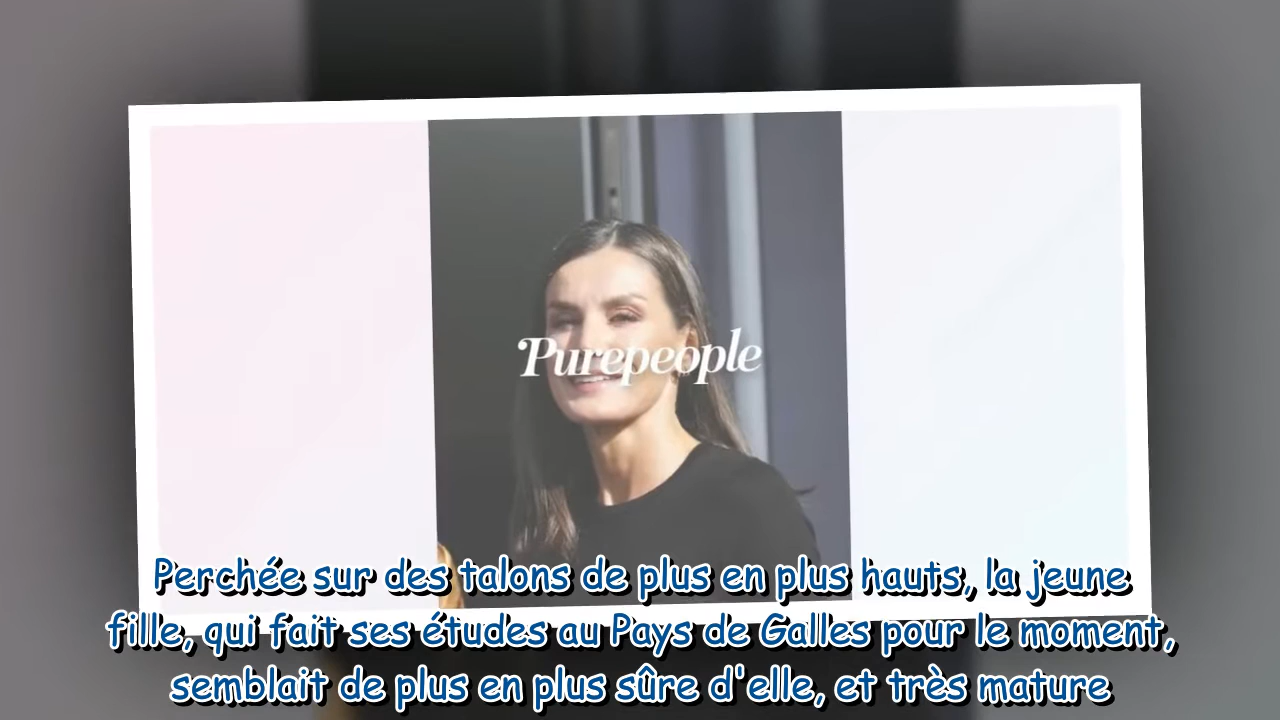 Purepeople
Perchée sur des talons de plus en plus hauts, la jeune
fille, qui fait ses études au Pays de Galles pour le moment,
semblait de plus en plus sûre d'elle, et très mature